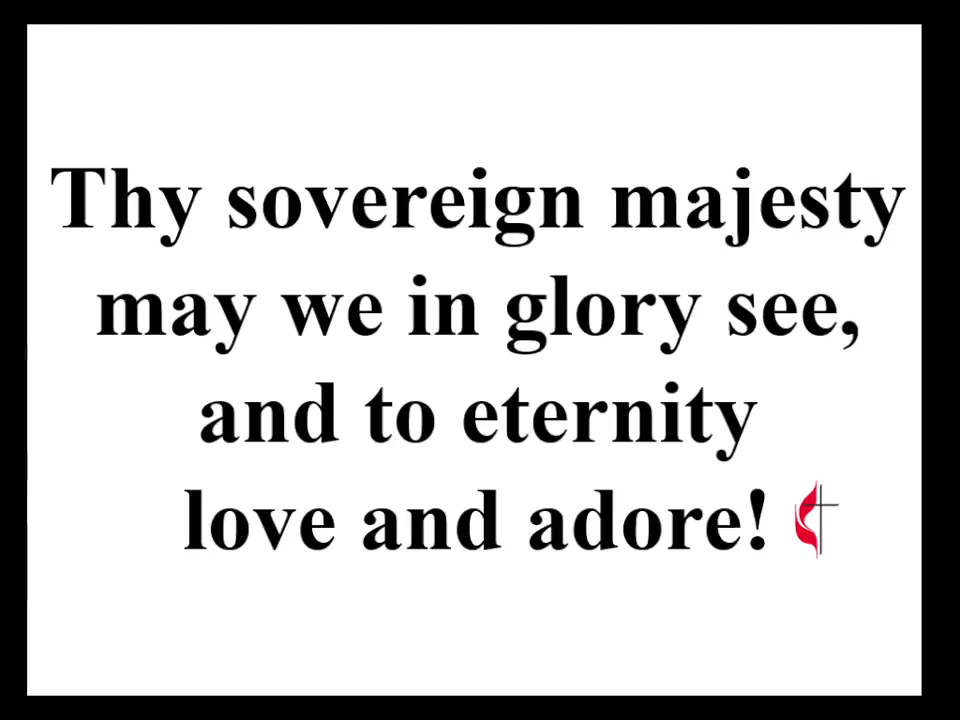 Thy sovereign majesty
may we in glory see,
and to eternity
love and adore!